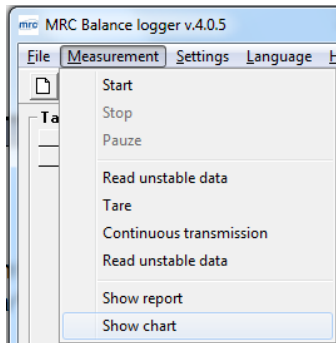 mrc MRC Balance logger v.4.0.5
File Measurement Settings Language H
Ta
Start
Stop
Pauze
Read unstable data
Tare
Continuous transmission
Read unstable data
Show report
Show chart